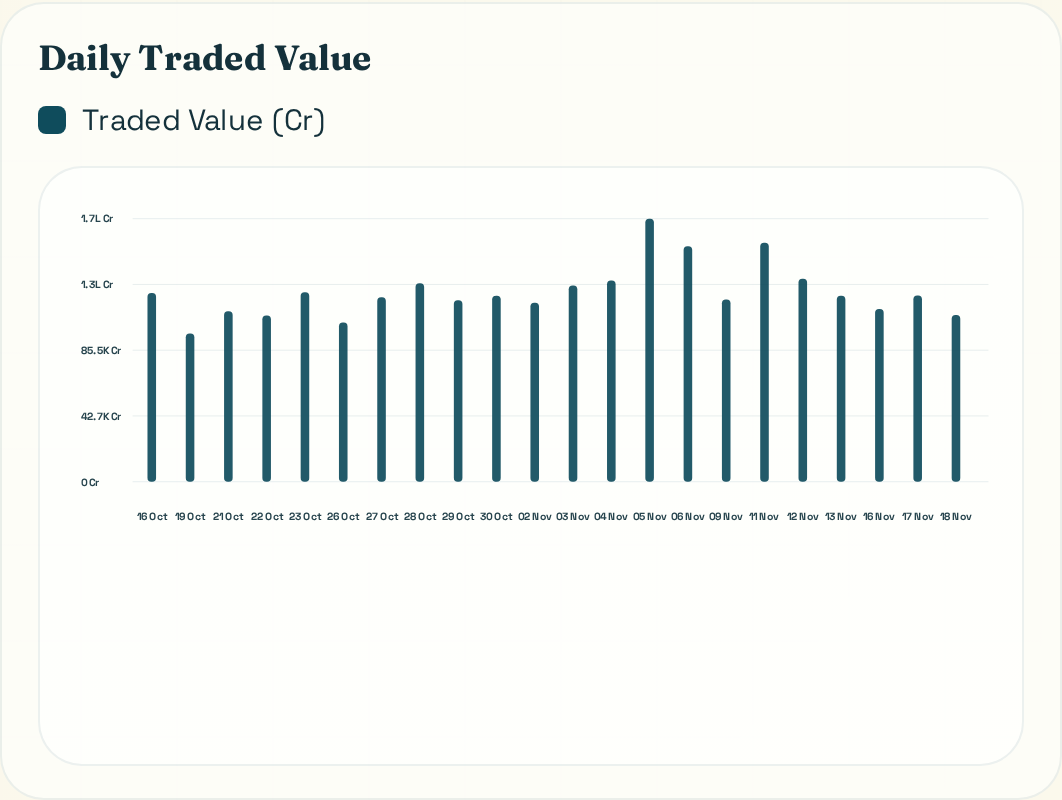 Daily Traded Value
Traded Value (Cr)
1.7L Cr
1.3L Cr
85.5K Cr
42.7K Cr
0 Cr
16 Oct 19 Oct 21 Oct 22 Oct 23 Oct 26 Oct 27 Oct 28 Oct 29 Oct 30 Oct 02 Nov 03 Nov 04 Nov 05 Nov 06 Nov 09 Nov 11 Nov 12 Nov 13 Nov 16 Nov 17 Nov 18 Nov